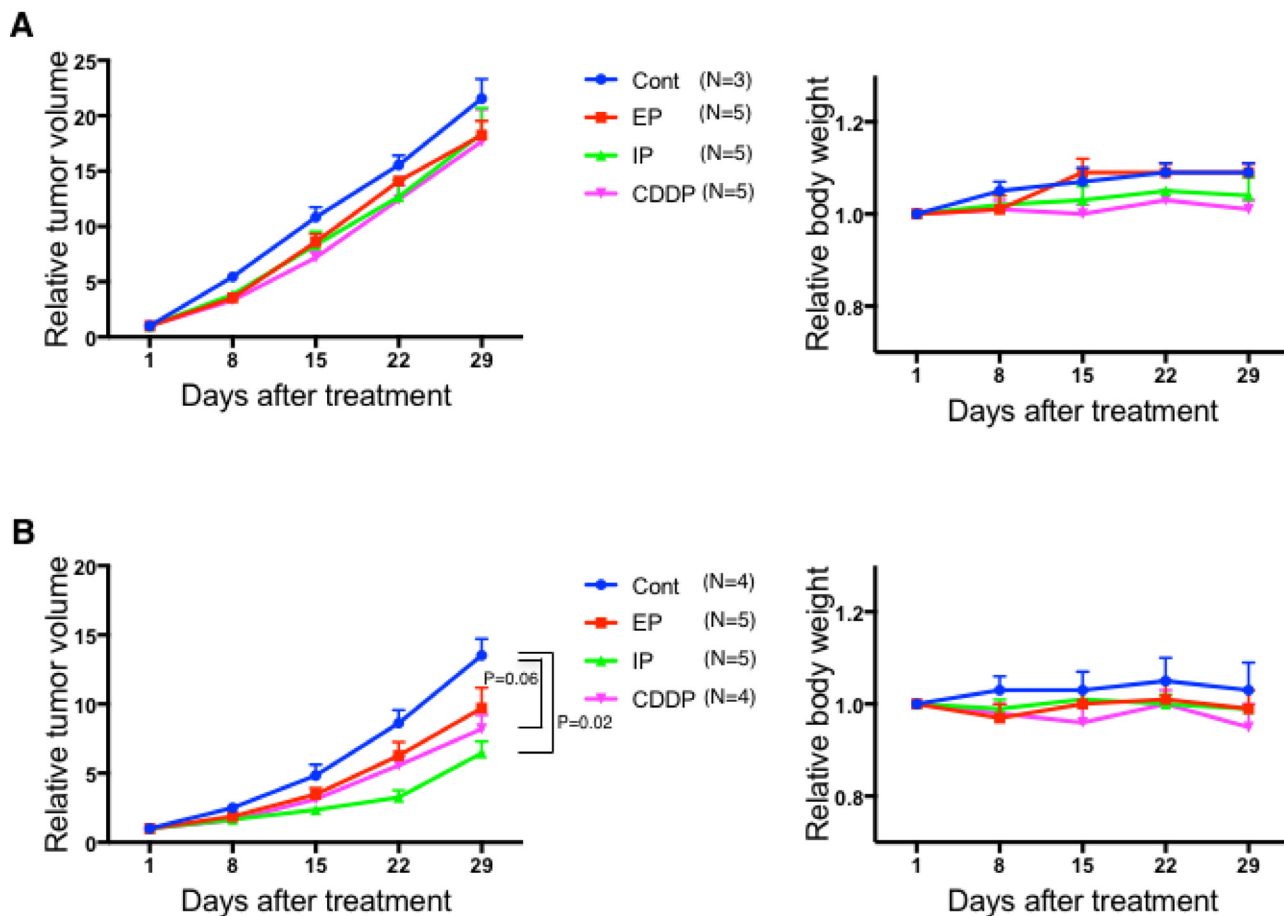 A
Relative tumor volume
25
20
15
10
5
0
1 8 15 22 29
Days after treatment
Cont (N=3)
EP (N=5)
IP (N=5)
CDDP (N=5)
Relative body weight
1.2
1.0
0.8
1 8 15 22 29
Days after treatment
B
Relative tumor volume
20
15
10
5
0
1 8 15 22 29
Days after treatment
P=0.06
P=0.02
Cont (N=4)
EP (N=5)
IP (N=5)
CDDP (N=4)
Relative body weight
1.2
1.0
0.8
1 8 15 22 29
Days after treatment